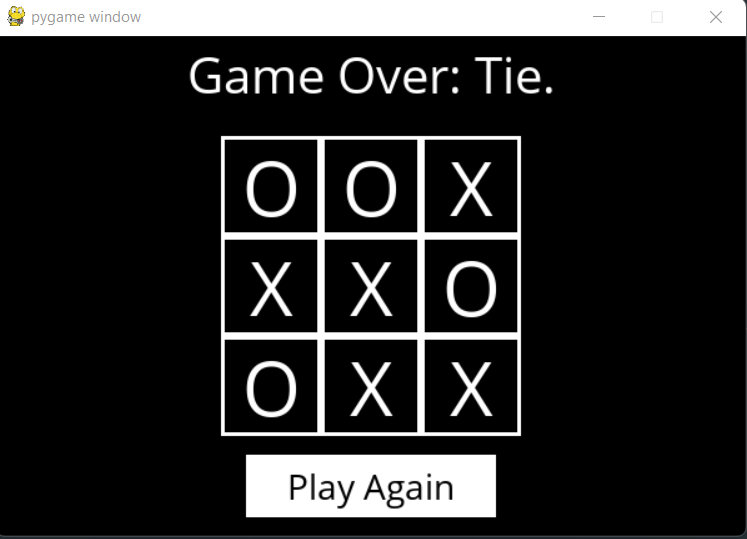 pygame window
Game Over: Tie.
O O X
X X O
O X X
Play Again